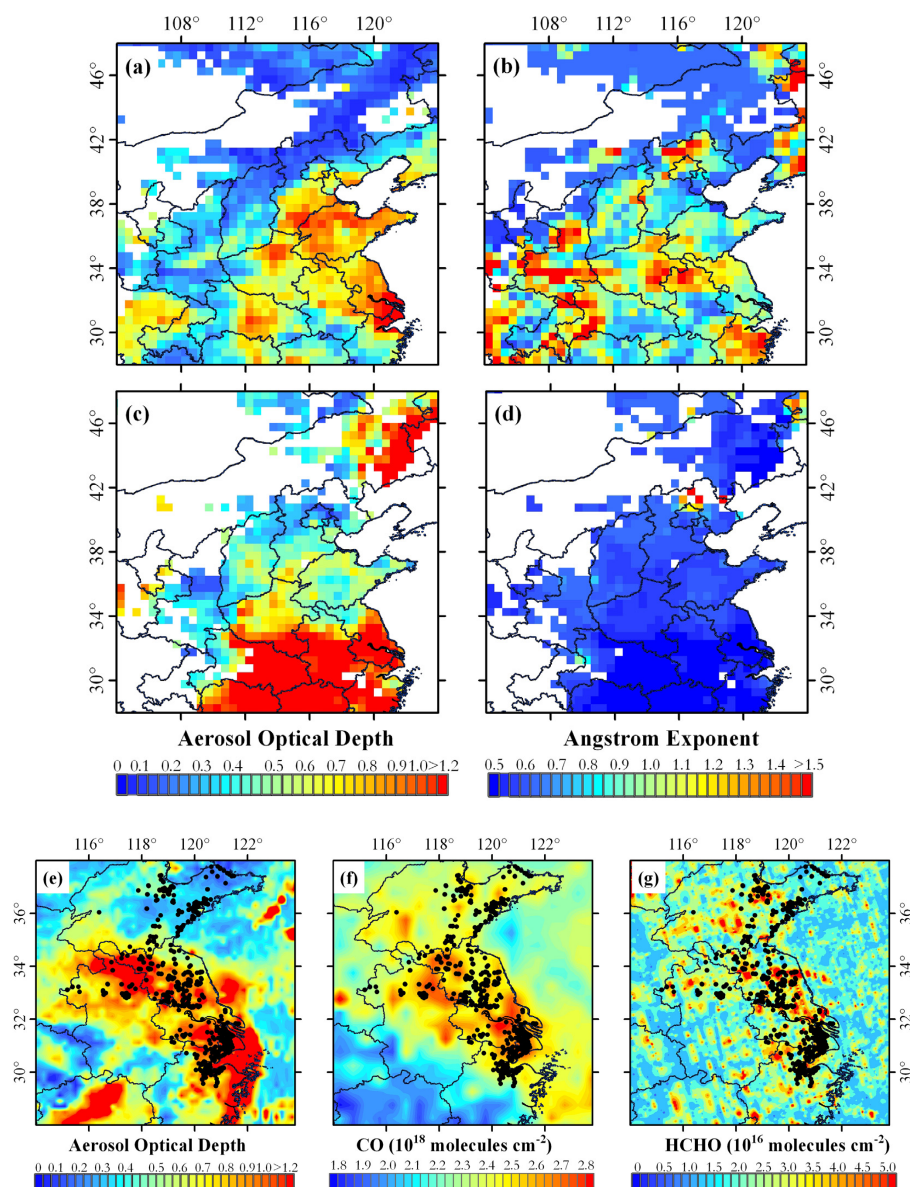 108° 112° 116° 120° 108° 112° 116° 120°
(a) (b)
46° 42° 38° 34° 30° 46° 42° 38° 34° 30°
(c) (d)
46° 42° 38° 34° 30° 46° 42° 38° 34° 30°
Aerosol Optical Depth Angstrom Exponent
0 0.1 0.2 0.3 0.4 0.5 0.6 0.7 0.8 0.9 1.0 >1.2 0.5 0.6 0.7 0.8 0.9 1.0 1.1 1.2 1.3 1.4 >1.5
116° 118° 120° 122° 116° 118° 120° 122° 116° 118° 120° 122°
(e) (f) (g)
36° 34° 32° 30° 36° 34° 32° 30° 36° 34° 32° 30°
Aerosol Optical Depth CO (10¹⁸ molecules cm⁻²) HCHO (10¹⁶ molecules cm⁻²)
0 0.1 0.2 0.3 0.4 0.5 0.6 0.7 0.8 0.9 1.0 >1.2 1.8 1.9 2.0 2.1 2.2 2.3 2.4 2.5 2.6 2.7 2.8 0 0.5 1.0 1.5 2.0 2.5 3.0 3.5 4.0 4.5 5.0